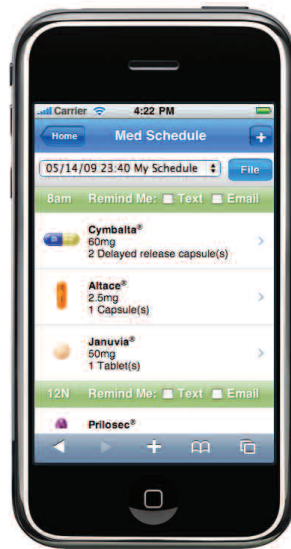 Carrier 4:22 PM
Home Med Schedule +
05/14/09 23:40 My Schedule File
8am Remind Me: Text Email
Cymbalta®
60mg
2 Delayed release capsule(s)
Altace®
2.5mg
1 Capsule(s)
Januvia®
50mg
1 Tablet(s)
12N Remind Me: Text Email
Prilosec®